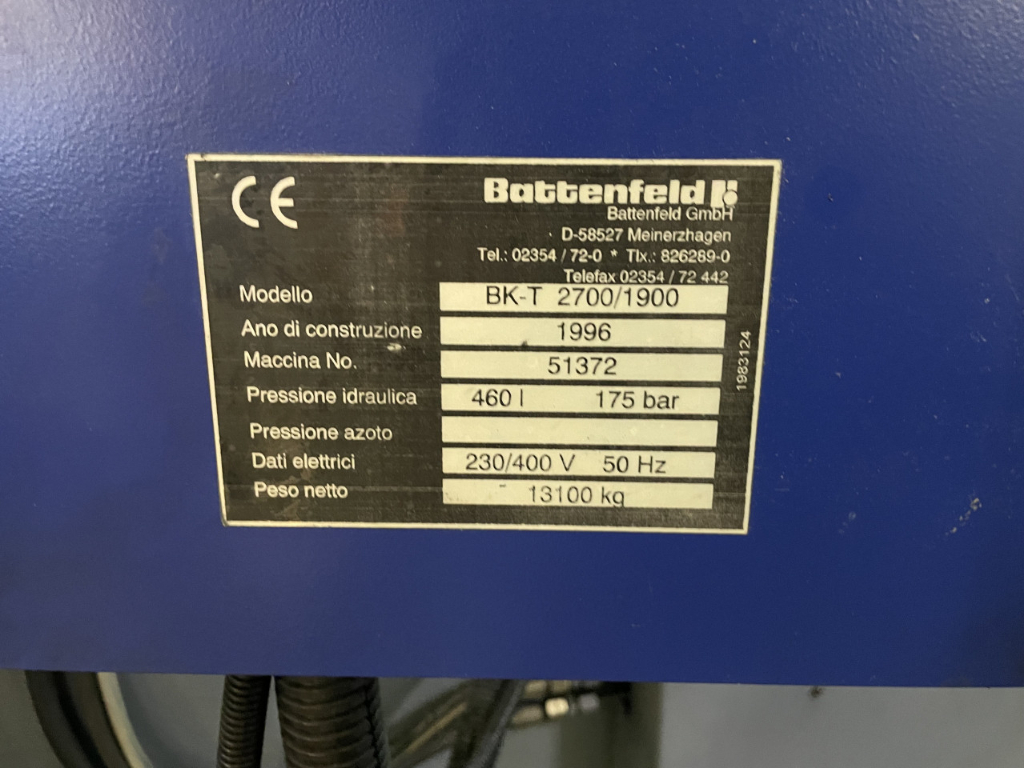 CE
Battenfeld
Battenfeld GmbH
D-58527 Meinerzhagen
Tel.: 02354 / 72-0 * Tlx.: 826289-0
Telefax 02354 / 72 442
Modello BK-T 2700/1900
Ano di construzione 1996
Maccina No. 51372
Pressione idraulica 460 l 175 bar
Pressione azoto
Dati elettrici 230/400 V 50 Hz
Peso netto 13100 kg
1983124